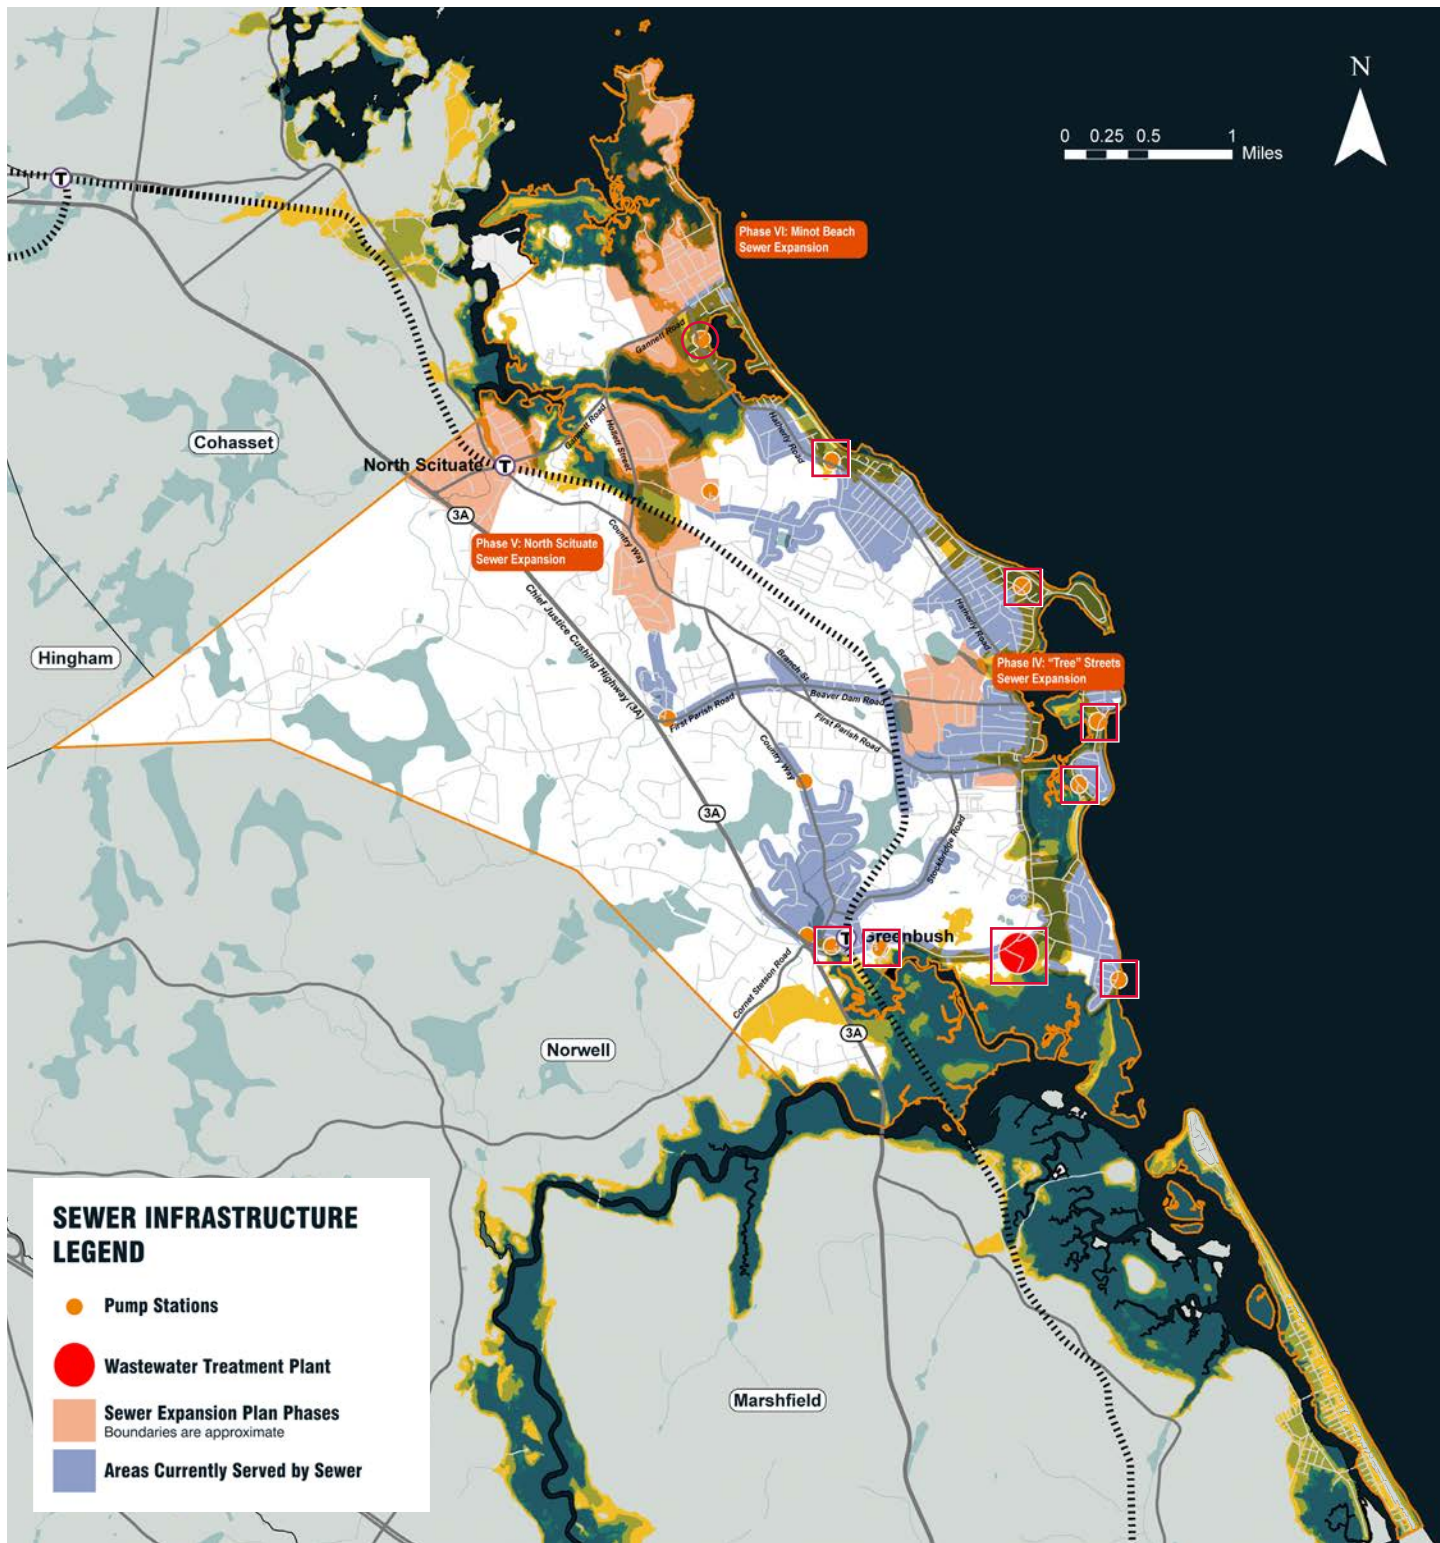 N
0 0.25 0.5 1
Miles
Phase VI: Minot Beach
Sewer Expansion
Gannett Road
Cohasset
Hatherly Road
Gannett Road
Hollett Street
North Scituate
T
T
3A
Phase V: North Scituate
Sewer Expansion
Country Way
Chief Justice Cushing Highway (3A)
Hatherly Road
Hingham
Phase IV: "Tree" Streets
Sewer Expansion
Branch St.
Beaver Dam Road
First Parish Road
First Parish Road
Country Way
3A
Stockbridge Road
T
Greenbush
Cornet Stetson Road
3A
Norwell
SEWER INFRASTRUCTURE
LEGEND
Pump Stations
Wastewater Treatment Plant
Sewer Expansion Plan Phases
Boundaries are approximate
Areas Currently Served by Sewer
Marshfield